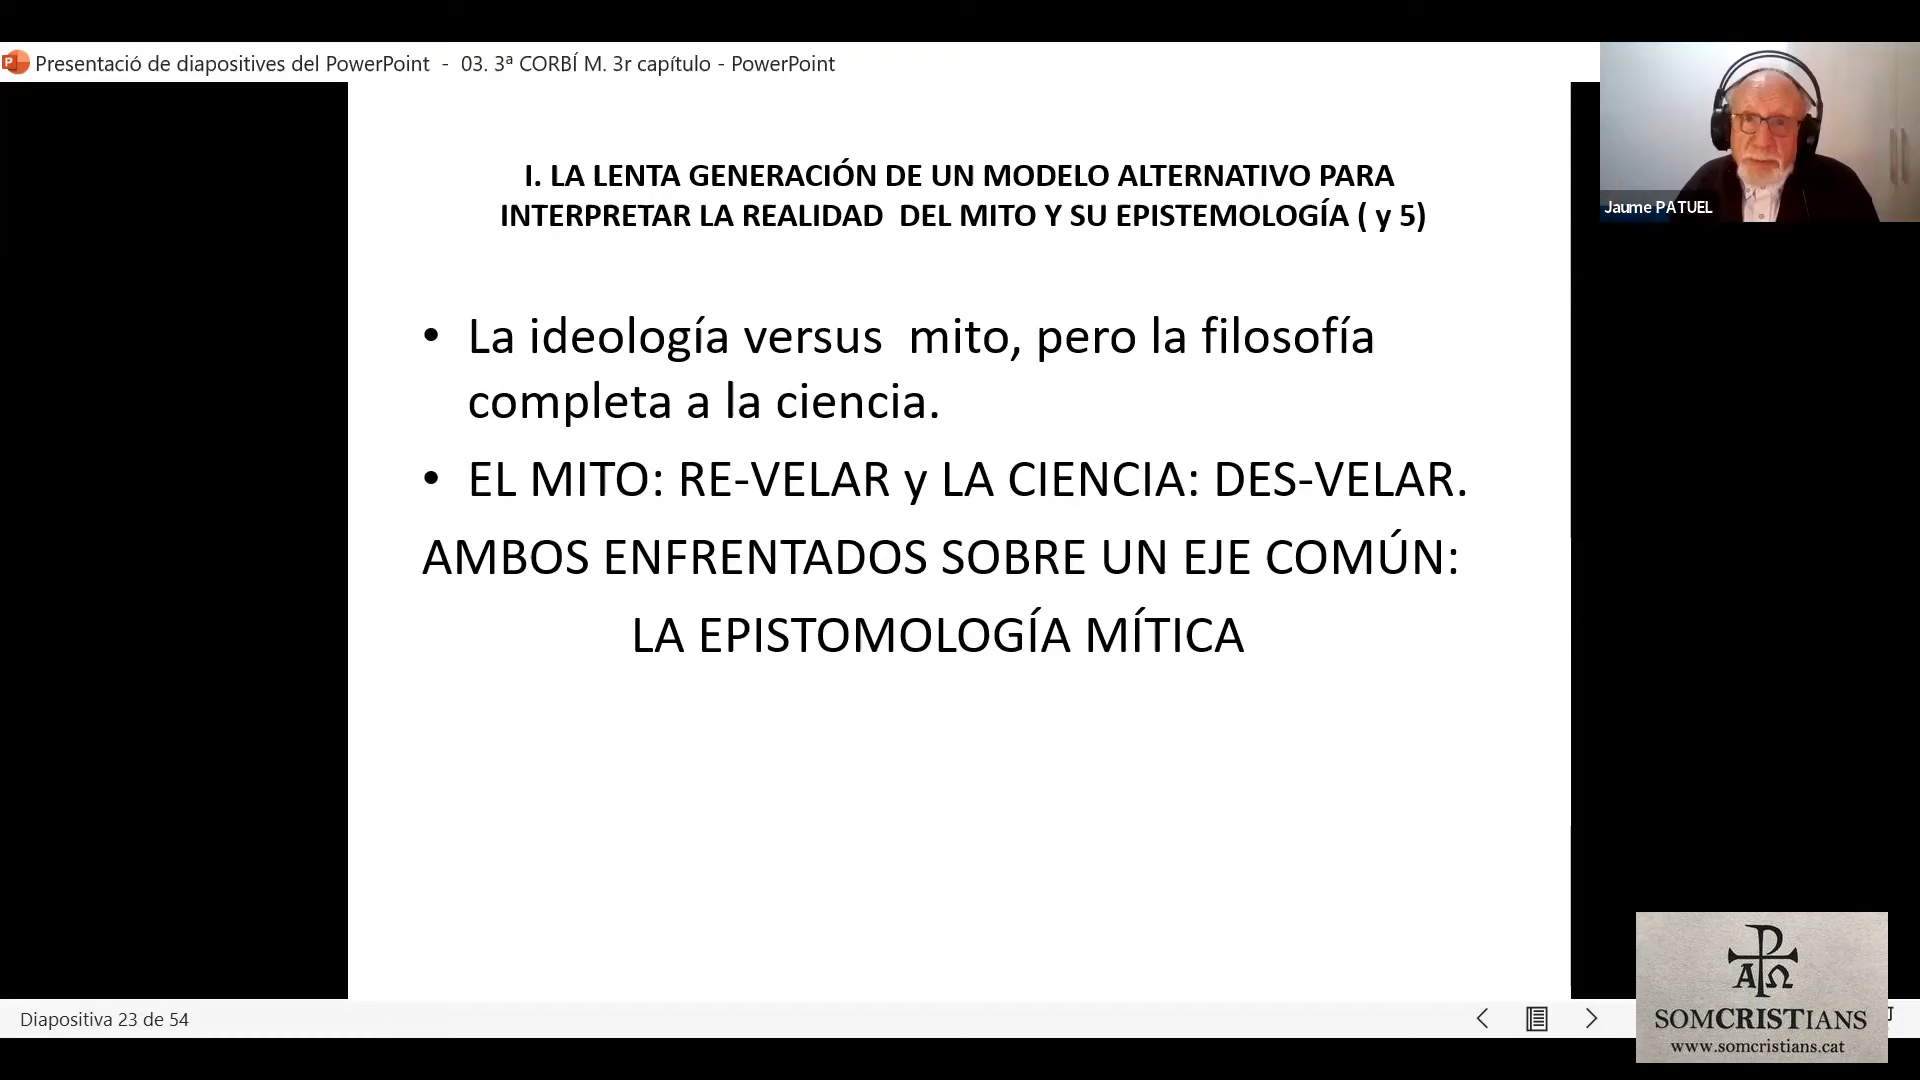 Presentació de diapositives del PowerPoint - 03. 3ª CORBÍ M. 3r capítulo - PowerPoint
Jaume PATUEL
I. LA LENTA GENERACIÓN DE UN MODELO ALTERNATIVO PARA
INTERPRETAR LA REALIDAD DEL MITO Y SU EPISTEMOLOGÍA ( y 5)
• La ideología versus mito, pero la filosofía
completa a la ciencia.
• EL MITO: RE-VELAR y LA CIENCIA: DES-VELAR.
AMBOS ENFRENTADOS SOBRE UN EJE COMÚN:
LA EPISTOMOLOGÍA MÍTICA
Diapositiva 23 de 54
SOMCRISTIANS
www.somcristians.cat